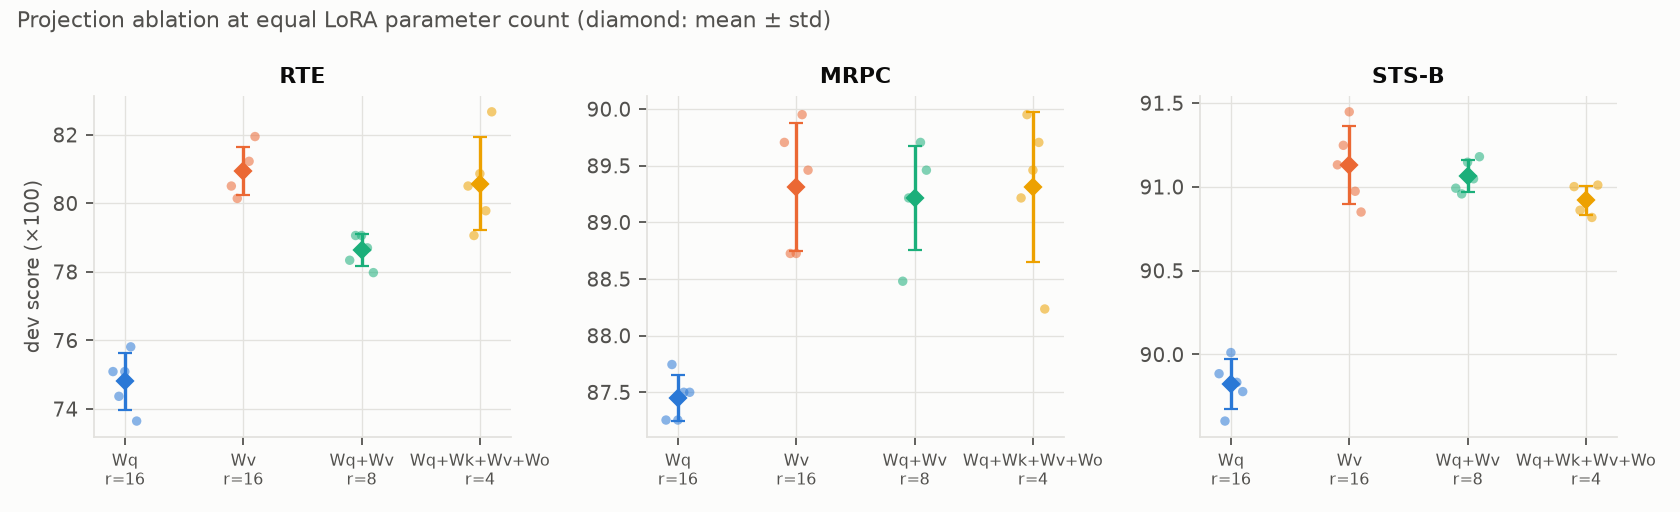 Projection ablation at equal LoRA parameter count (diamond: mean ± std)
RTE
dev score (×100)
82
80
78
76
74
Wq
r=16
Wv
r=16
Wq+Wv
r=8
Wq+Wk+Wv+Wo
r=4
MRPC
90.0
89.5
89.0
88.5
88.0
87.5
Wq
r=16
Wv
r=16
Wq+Wv
r=8
Wq+Wk+Wv+Wo
r=4
STS-B
91.5
91.0
90.5
90.0
Wq
r=16
Wv
r=16
Wq+Wv
r=8
Wq+Wk+Wv+Wo
r=4